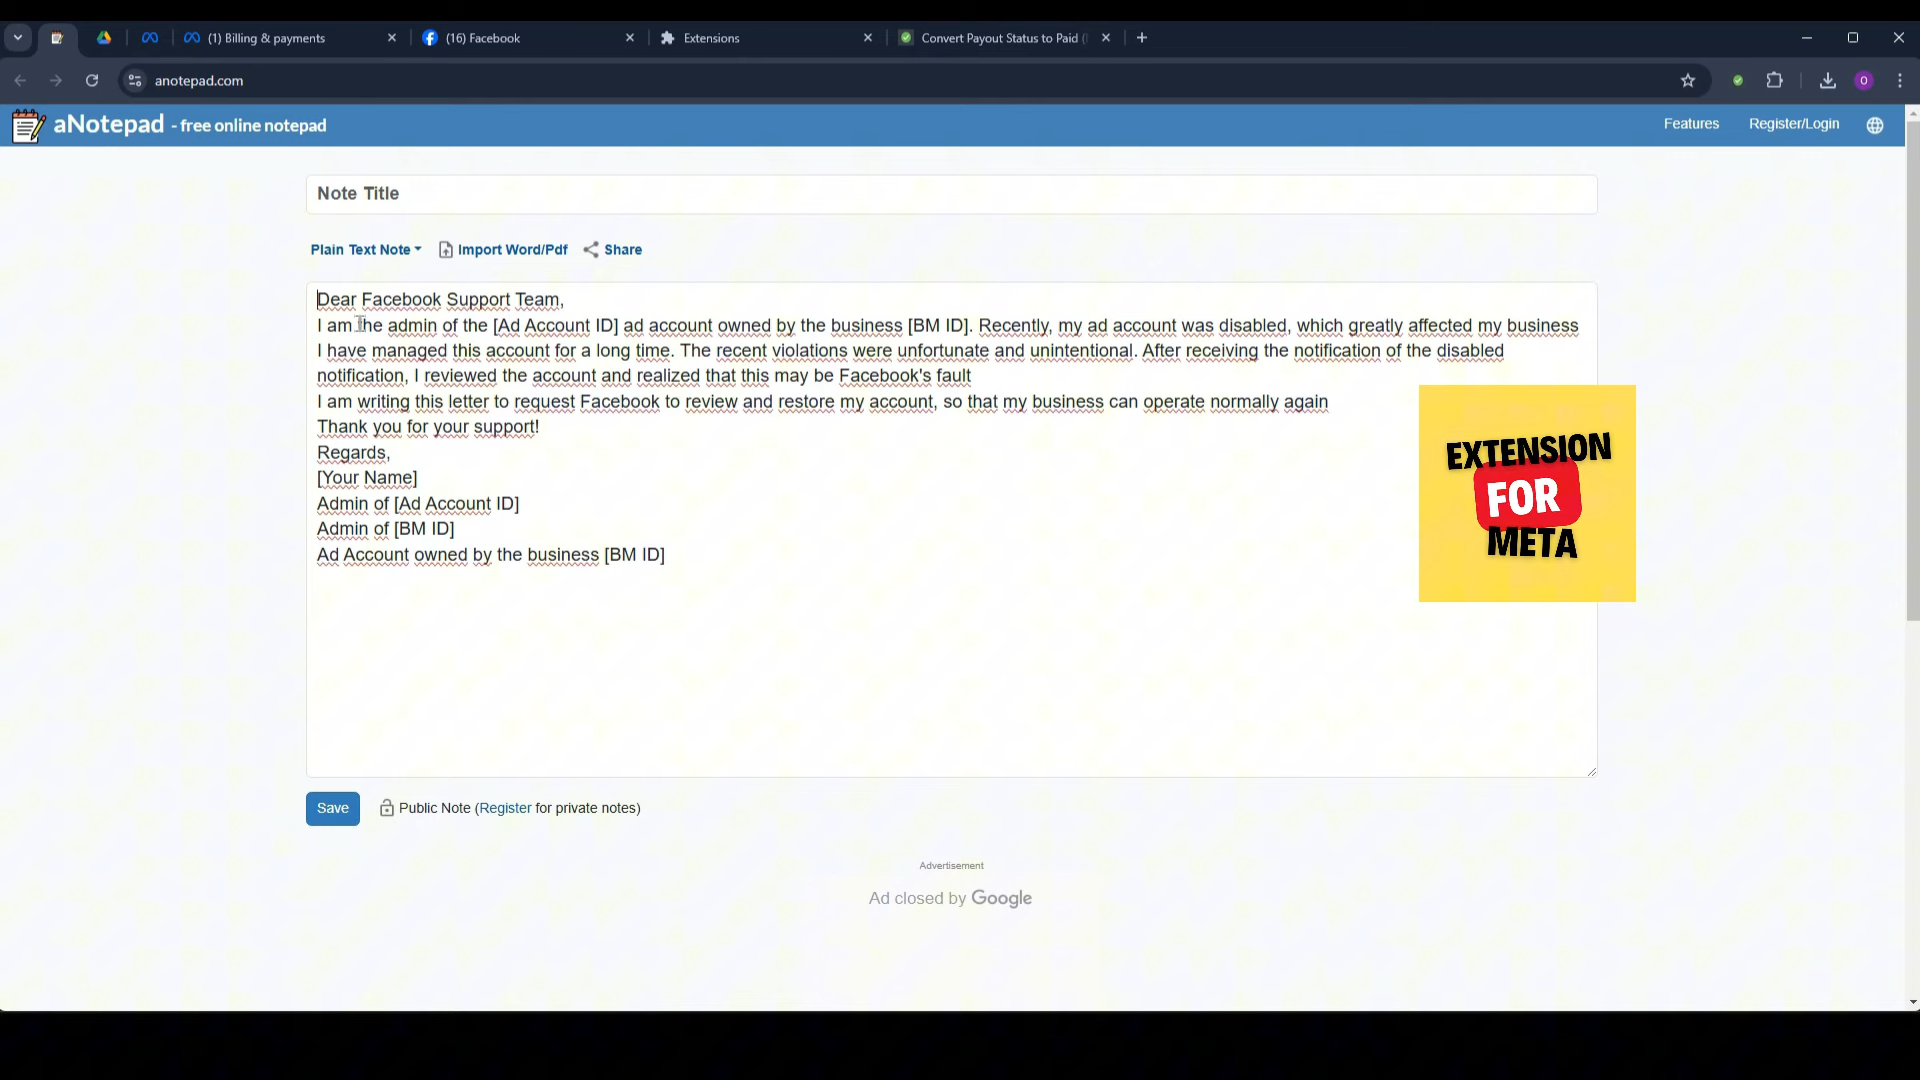 (1) Billing & payments
(16) Facebook
Extensions
Convert Payout Status to Paid (
anotepad.com
O
aNotepad - free online notepad
Features
Register/Login
Note Title
Plain Text Note
Import Word/Pdf
Share
Dear Facebook Support Team,
I am the admin of the [Ad Account ID] ad account owned by the business [BM ID]. Recently, my ad account was disabled, which greatly affected my business
I have managed this account for a long time. The recent violations were unfortunate and unintentional. After receiving the notification of the disabled
notification, I reviewed the account and realized that this may be Facebook's fault
I am writing this letter to request Facebook to review and restore my account, so that my business can operate normally again
Thank you for your support!
Regards,
[Your Name]
Admin of [Ad Account ID]
Admin of [BM ID]
Ad Account owned by the business [BM ID]
EXTENSION
FOR
META
Save
Public Note (Register for private notes)
Advertisement
Ad closed by Google